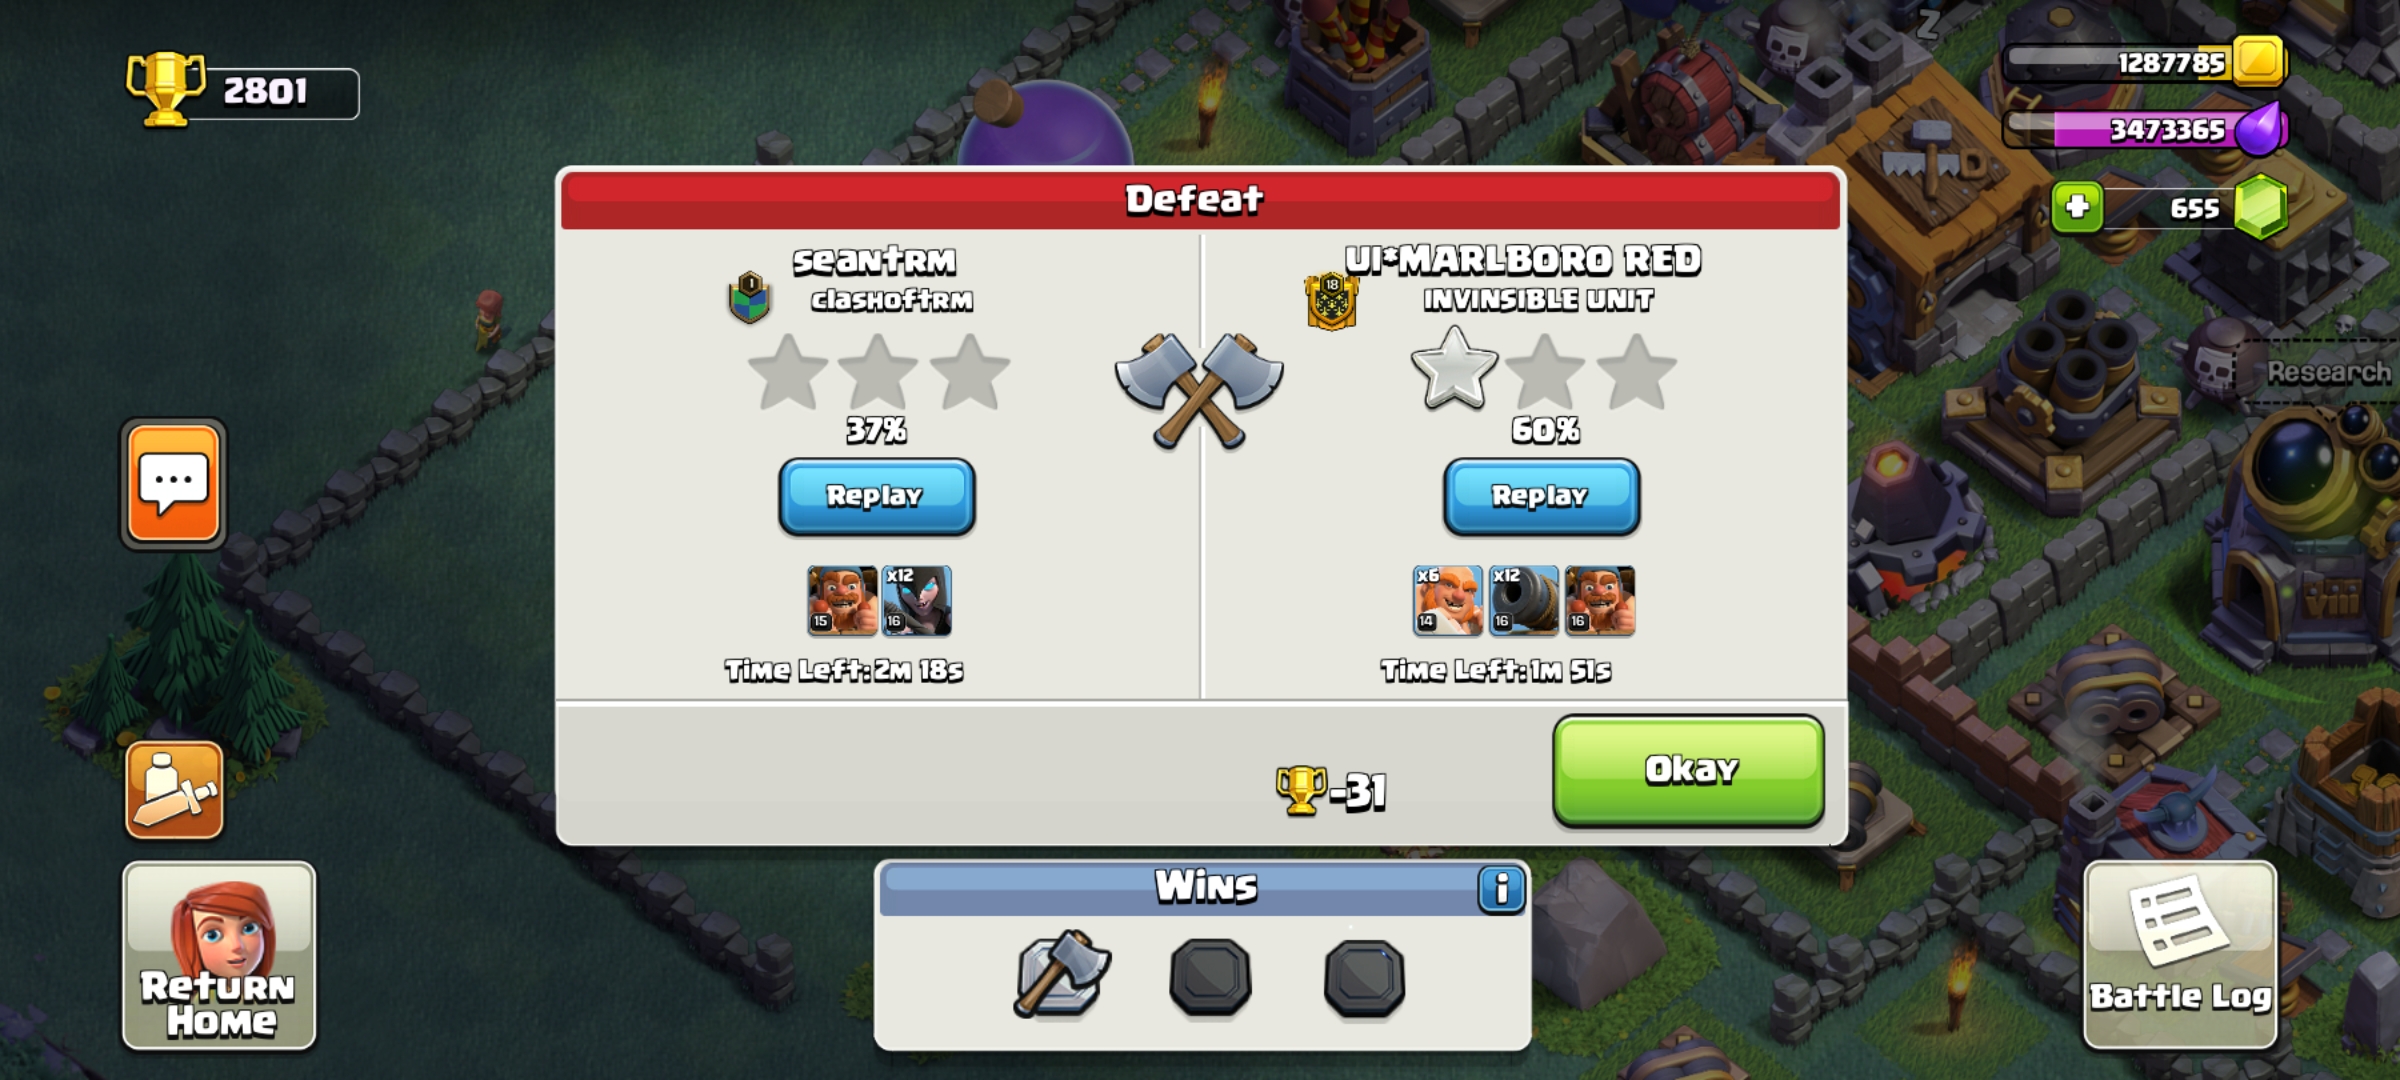 2801
1287785
3473365
655
Defeat
seantrm
1
clashoftrm
37%
Replay
15
x12
16
Time Left: 2m 18s
UI*MARLBORO RED
18
INVINSIBLE UNIT
60%
Replay
x6
14
x12
16
16
Time Left: 1m 51s
-31
Okay
Wins
i
Return
Home
Battle Log
Research
VIII
Z